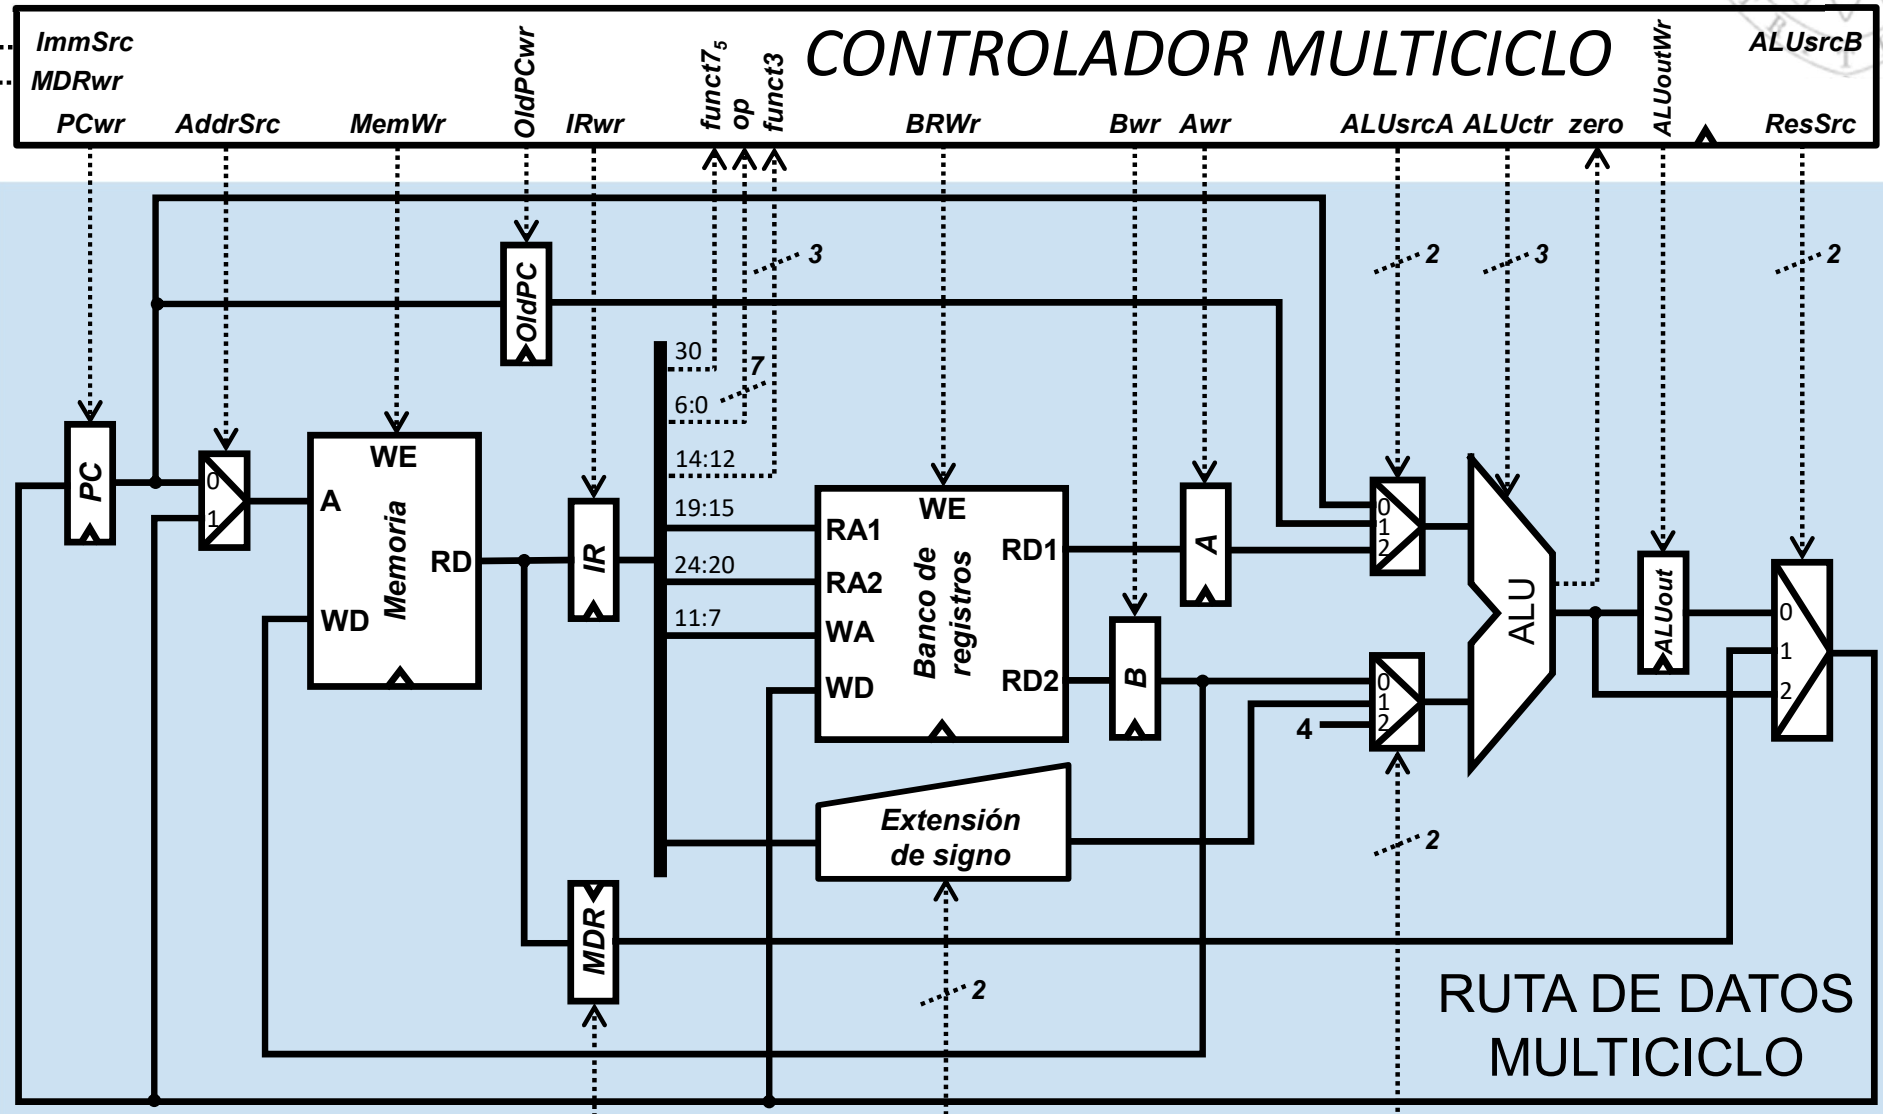 CONTROLADOR MULTICICLO
ImmSrc
MDRwr
PCwr
AddrSrc
MemWr
OldPCwr
IRwr
funct7₅
op
funct3
BRWr
Bwr
Awr
ALUsrcA
ALUctr
zero
ALUoutWr
ALUsrcB
ResSrc
3
2
3
2
OldPC
30
7
6:0
14:12
PC
0
1
WE
A
Memoria
RD
WD
IR
19:15
24:20
11:7
WE
RA1
RA2
WA
WD
Banco de
registros
RD1
RD2
A
B
0
1
2
0
1
2
4
ALU
ALUout
0
1
2
Extensión
de signo
2
MDR
2
RUTA DE DATOS
MULTICICLO